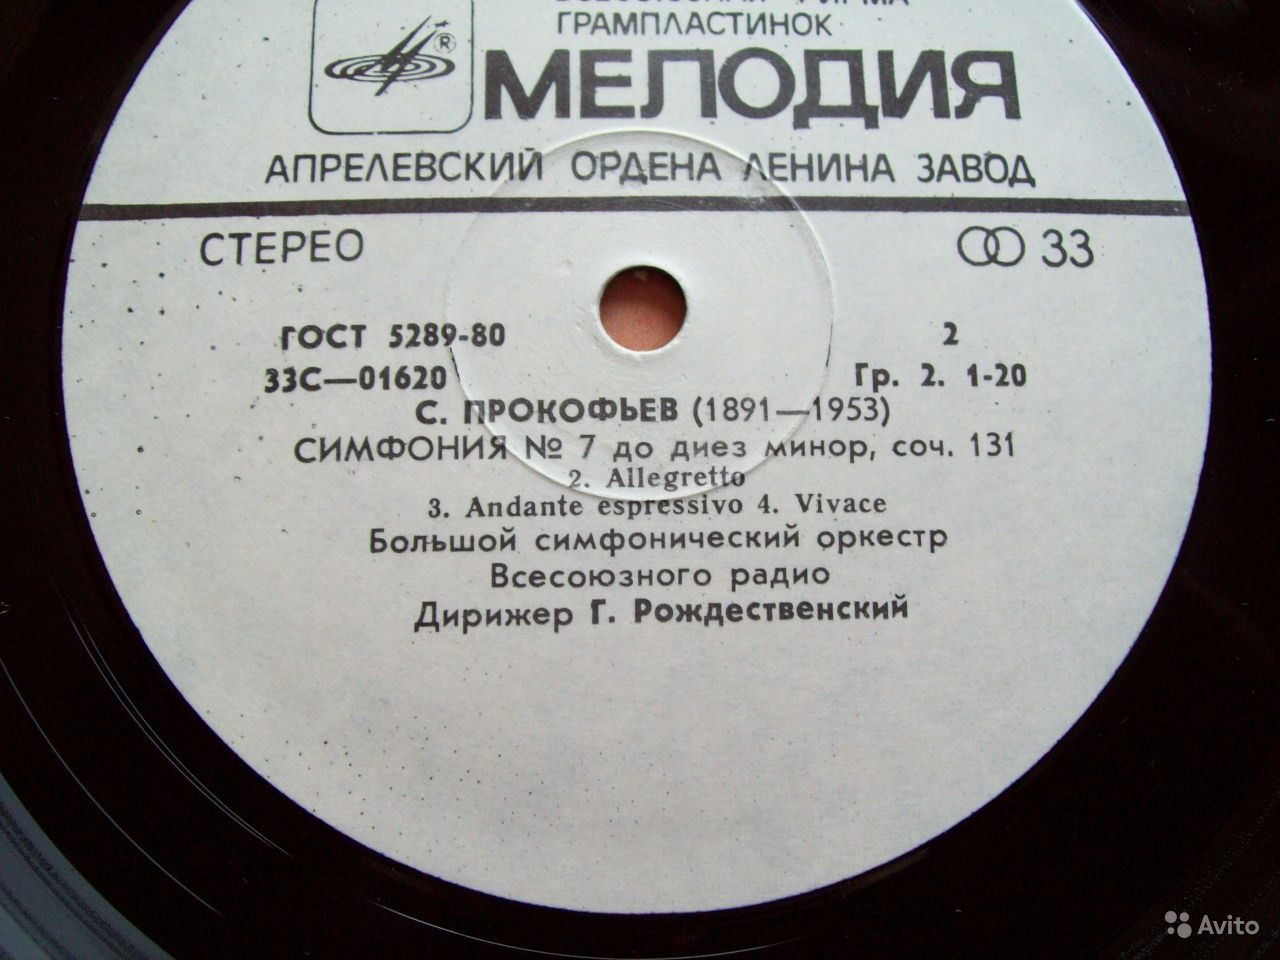 ВСЕСОЮЗНАЯ ФИРМА
ГРАМПЛАСТИНОК
МЕЛОДИЯ
®
АПРЕЛЕВСКИЙ ОРДЕНА ЛЕНИНА ЗАВОД
СТЕРЕО 33
ГОСТ 5289-80 2
33С—01620 Гр. 2. 1-20
С. ПРОКОФЬЕВ (1891—1953)
СИМФОНИЯ № 7 до диез минор, соч. 131
2. Allegretto
3. Andante espressivo 4. Vivace
Большой симфонический оркестр
Всесоюзного радио
Дирижер Г. Рождественский
Avito